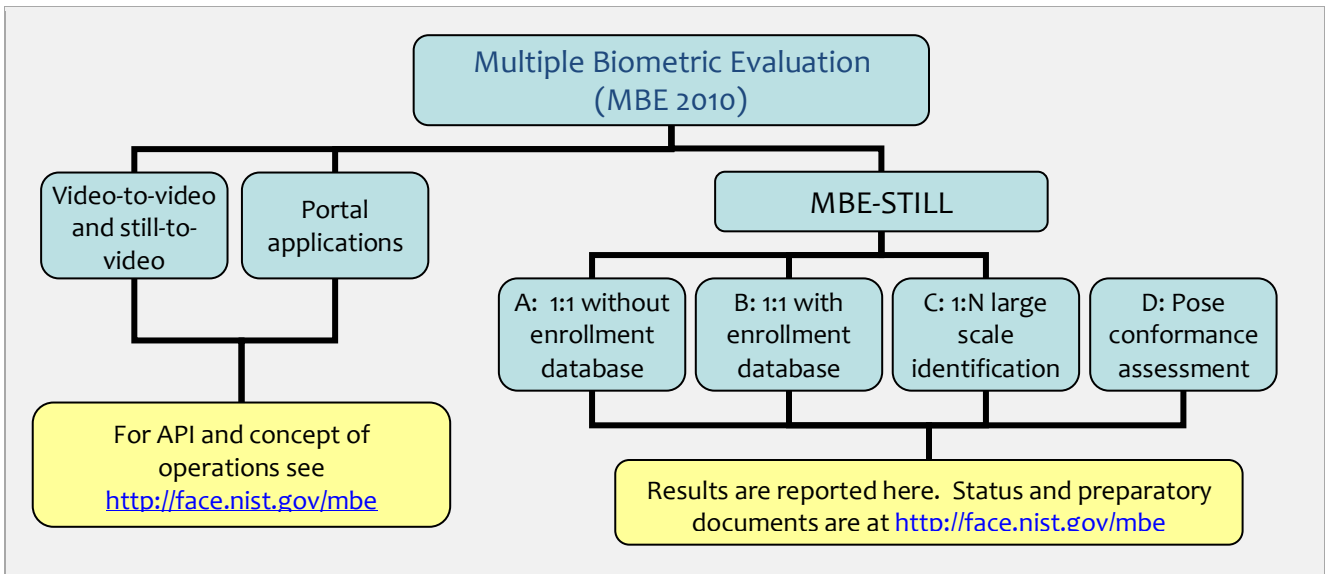 Multiple Biometric Evaluation
(MBE 2010)
Video-to-video
and still-to-
video
Portal
applications
MBE-STILL
A: 1:1 without
enrollment
database
B: 1:1 with
enrollment
database
C: 1:N large
scale
identification
D: Pose
conformance
assessment
For API and concept of
operations see
http://face.nist.gov/mbe
Results are reported here. Status and preparatory
documents are at http://face.nist.gov/mbe